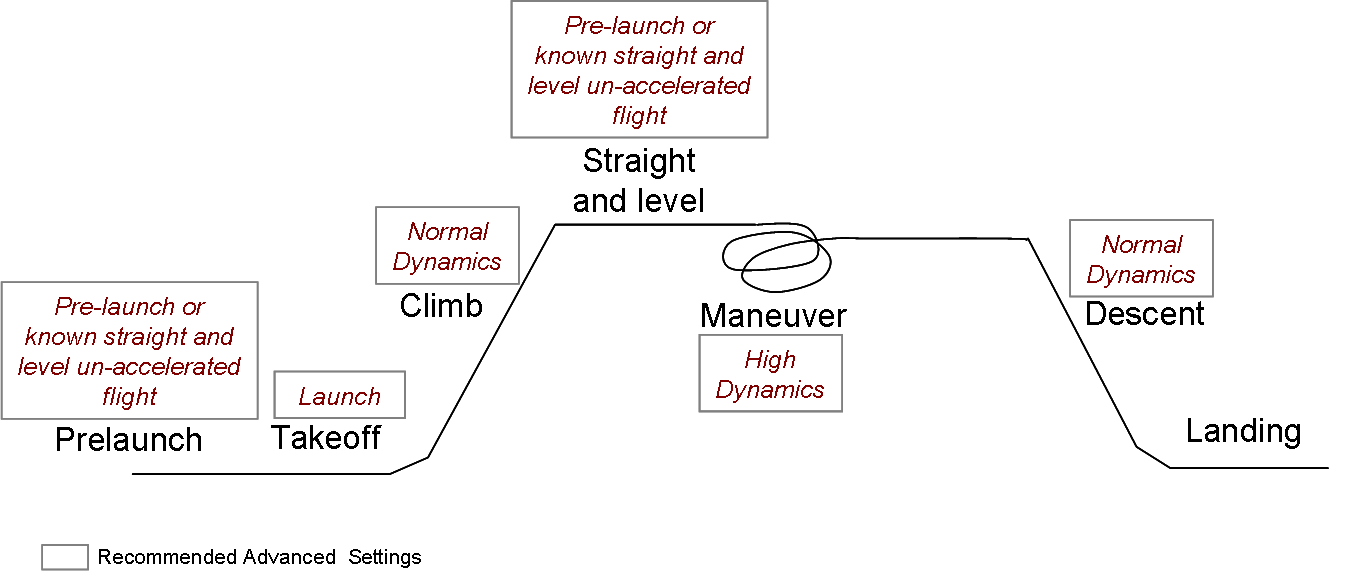 Pre-launch or
known straight and
level un-accelerated
flight
Straight
and level
Normal
Dynamics
Climb
Normal
Dynamics
Descent
Maneuver
High
Dynamics
Pre-launch or
known straight and
level un-accelerated
flight
Prelaunch
Launch
Takeoff
Landing
Recommended Advanced Settings